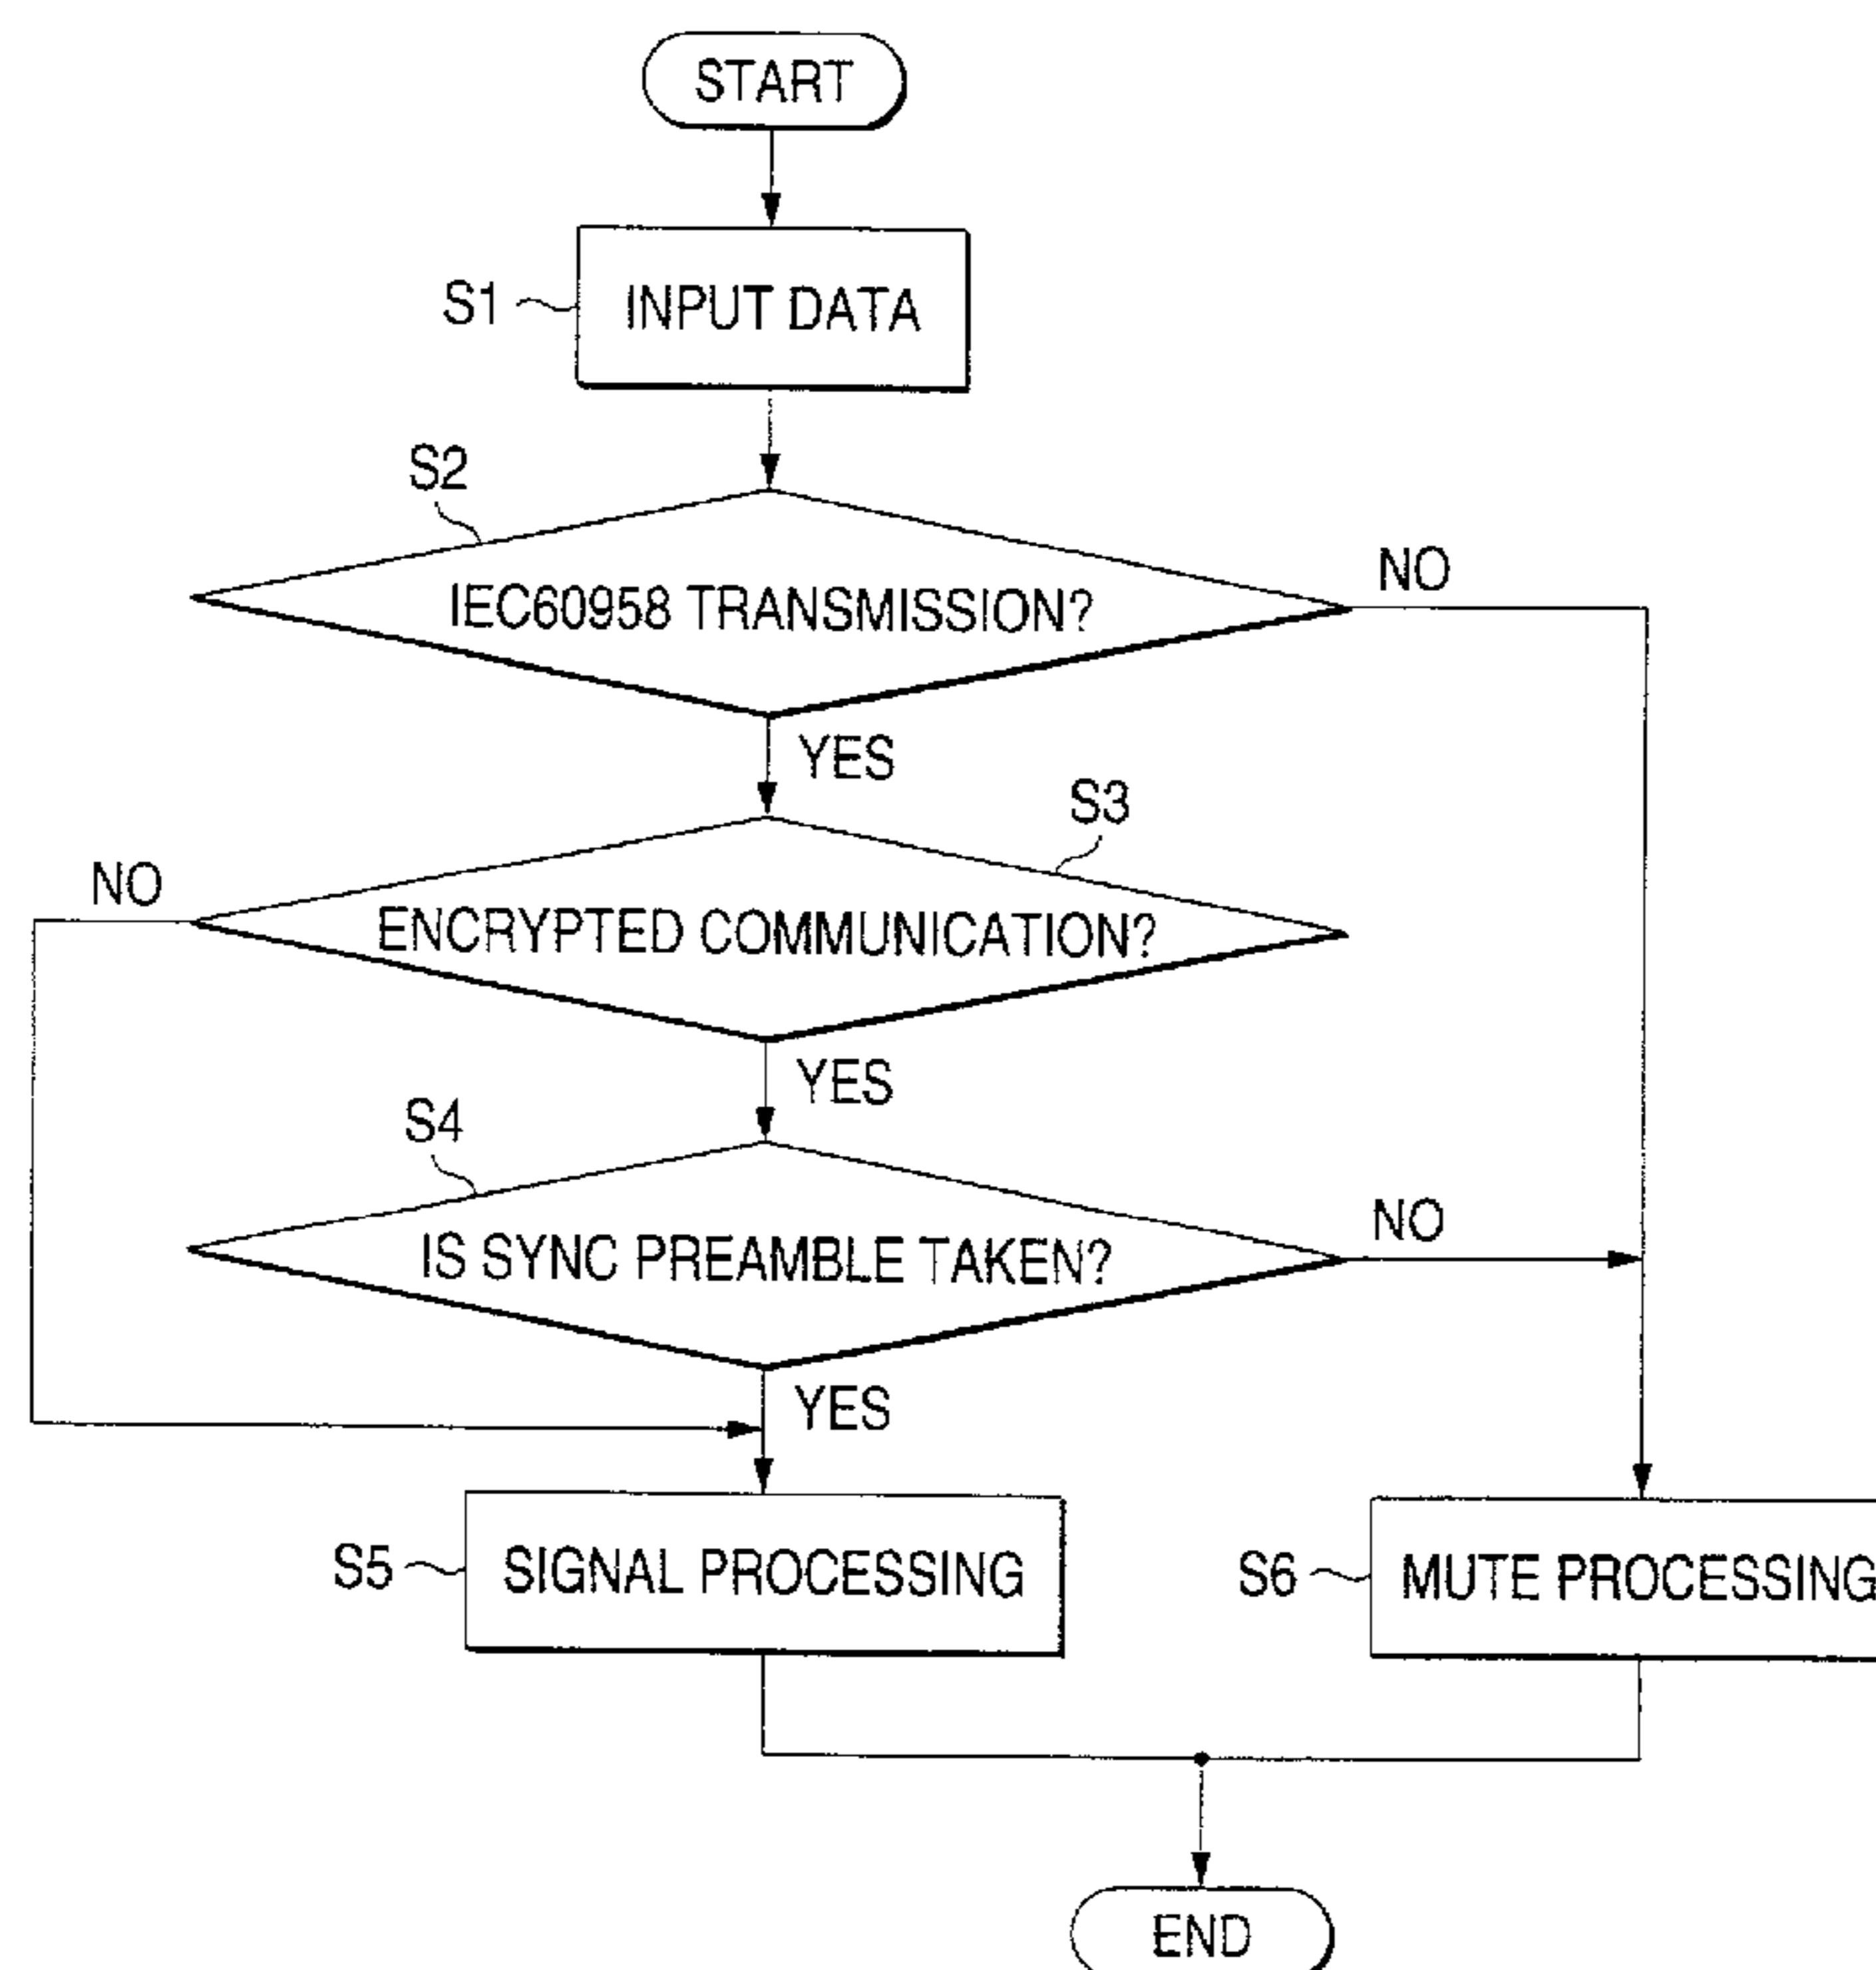 START
S1
INPUT DATA
S2
IEC60958 TRANSMISSION?
NO
YES
S3
NO
ENCRYPTED COMMUNICATION?
YES
S4
IS SYNC PREAMBLE TAKEN?
NO
YES
S5
SIGNAL PROCESSING
S6
MUTE PROCESSING
END